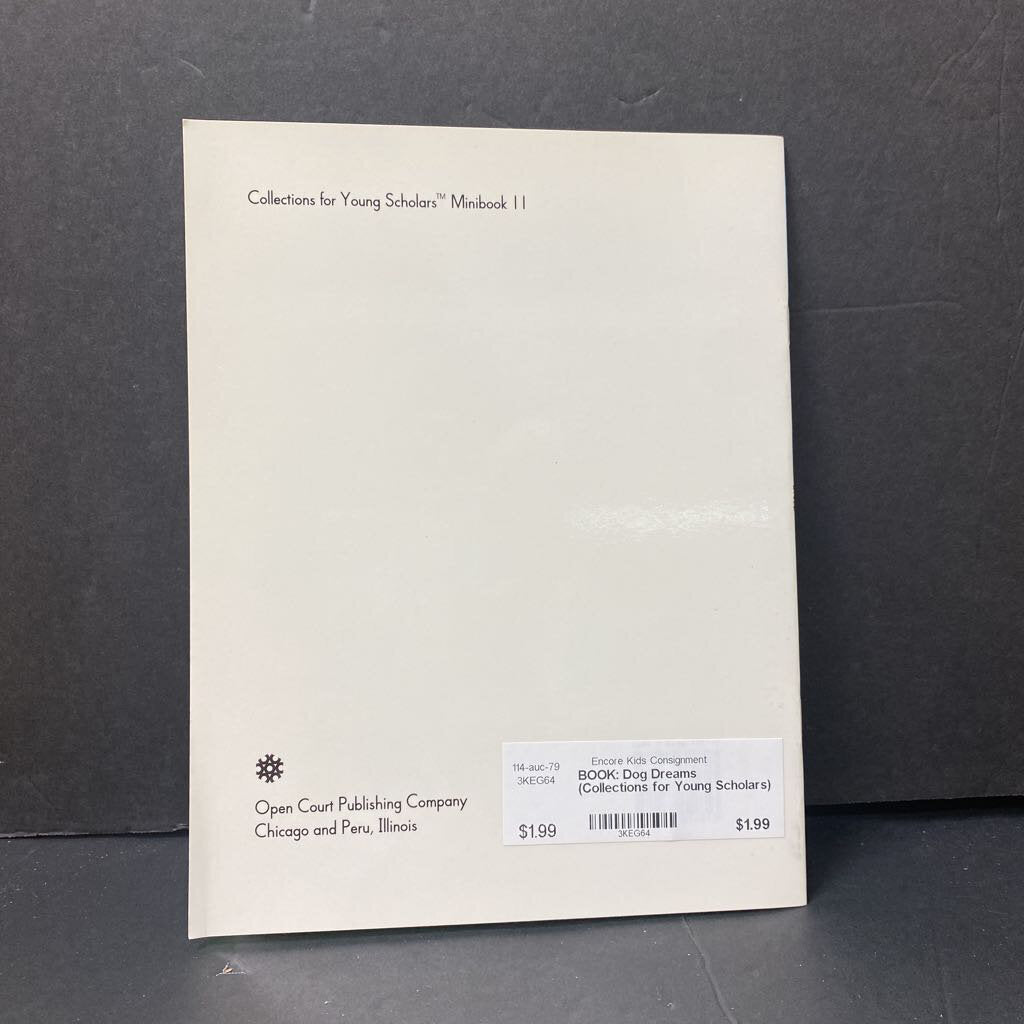 Collections for Young Scholars™ Minibook 11
Open Court Publishing Company
Chicago and Peru, Illinois
114-auc-79
3KEG64
$1.99
Encore Kids Consignment
BOOK: Dog Dreams
(Collections for Young Scholars)
3KEG64
$1.99